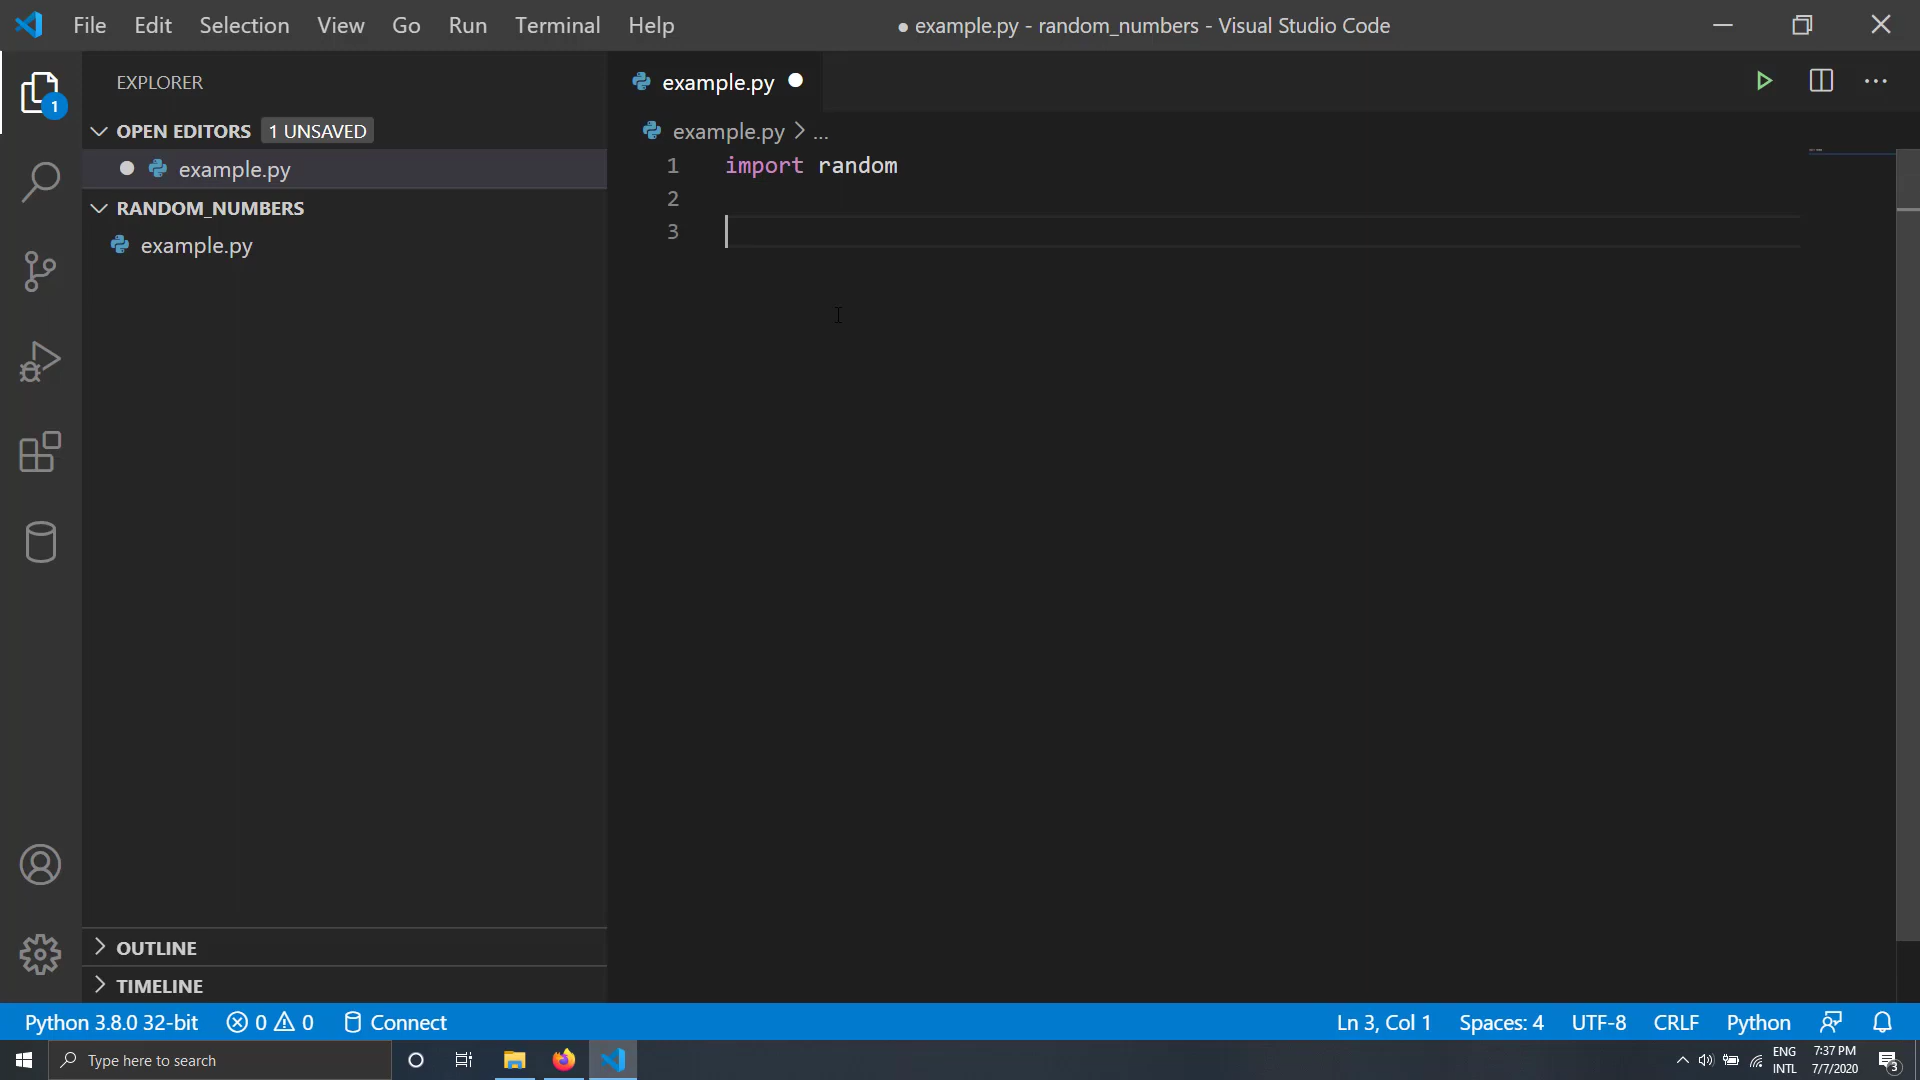 File Edit Selection View Go Run Terminal Help
● example.py - random_numbers - Visual Studio Code
EXPLORER
1
OPEN EDITORS 1 UNSAVED
example.py
RANDOM_NUMBERS
example.py
OUTLINE
TIMELINE
example.py
example.py > ...
1 import random
2
3
Python 3.8.0 32-bit 0 0 Connect
Ln 3, Col 1 Spaces: 4 UTF-8 CRLF Python
Type here to search
ENG
INTL
7:37 PM
7/7/2020
3